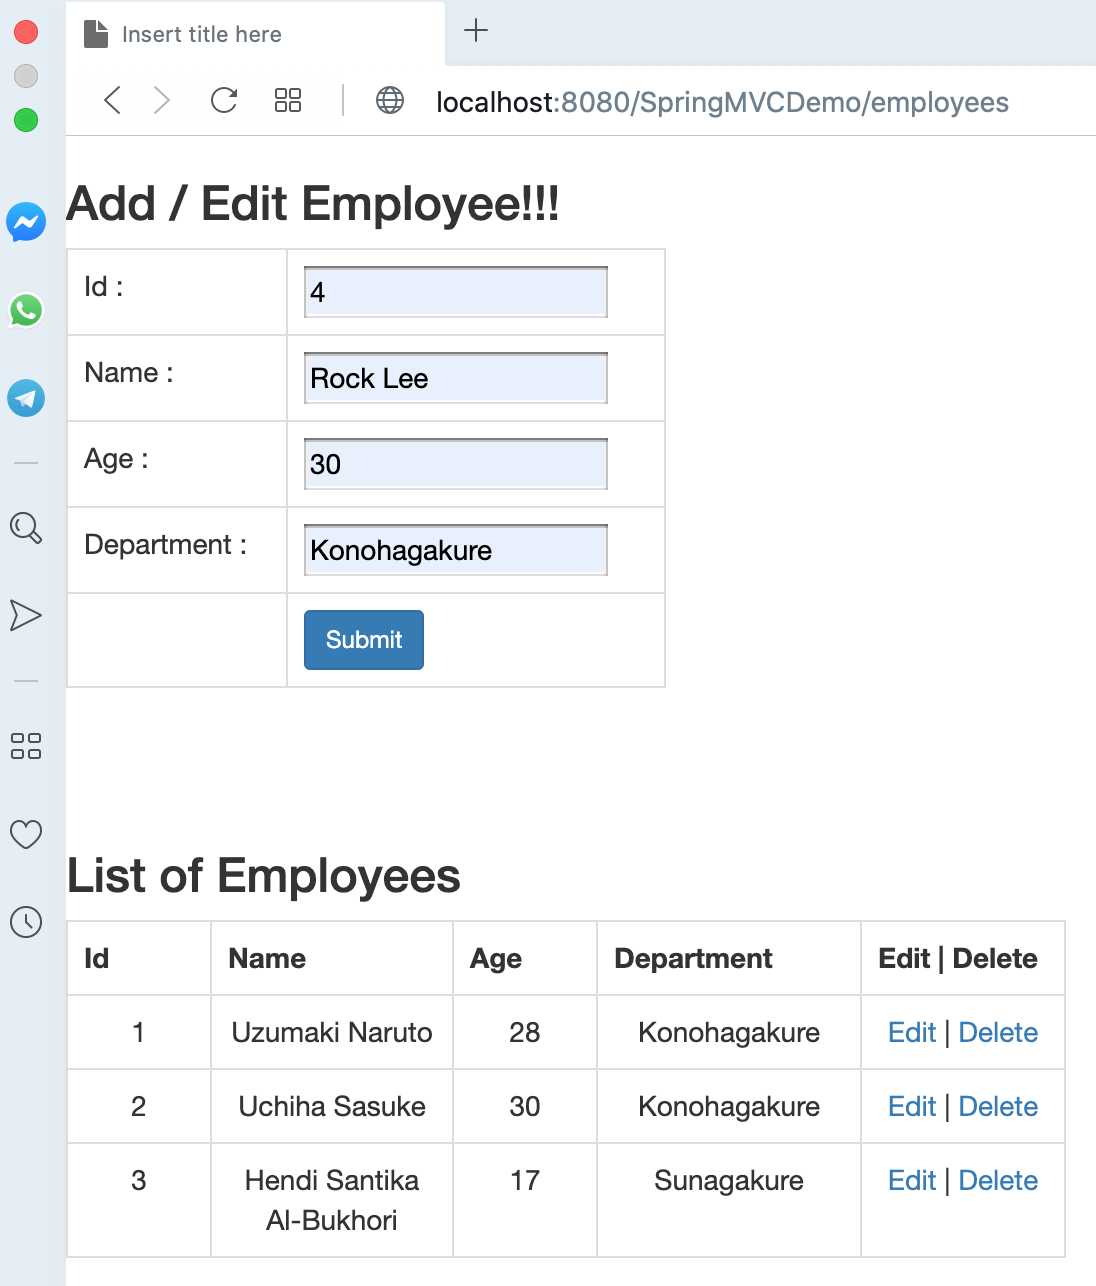 Insert title here
localhost:8080/SpringMVCDemo/employees
Add / Edit Employee!!!
Id : 4
Name : Rock Lee
Age : 30
Department : Konohagakure
Submit
List of Employees
Id Name Age Department Edit | Delete
1 Uzumaki Naruto 28 Konohagakure Edit | Delete
2 Uchiha Sasuke 30 Konohagakure Edit | Delete
3 Hendi Santika 17 Sunagakure Edit | Delete
Al-Bukhori